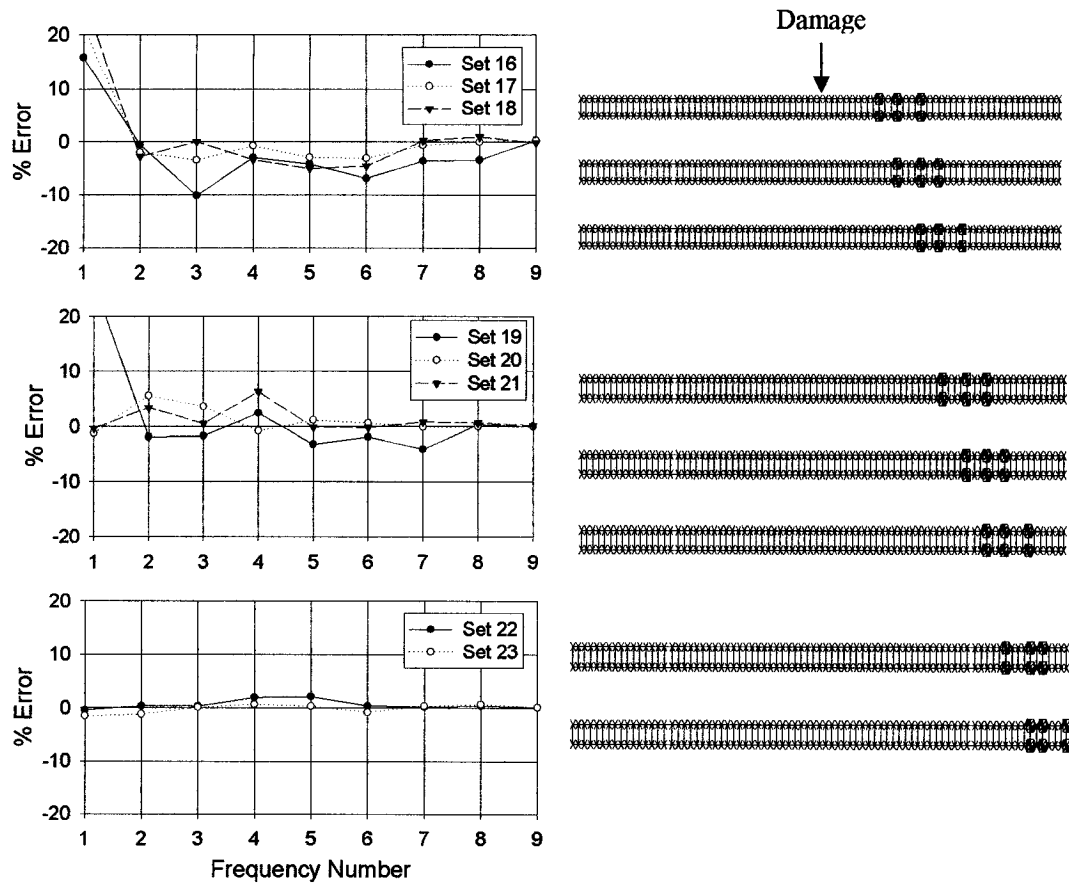 Damage
% Error
20
10
0
-10
-20
Set 16
Set 17
Set 18
1 2 3 4 5 6 7 8 9
% Error
20
10
0
-10
-20
Set 19
Set 20
Set 21
1 2 3 4 5 6 7 8 9
% Error
20
10
0
-10
-20
Set 22
Set 23
1 2 3 4 5 6 7 8 9
Frequency Number